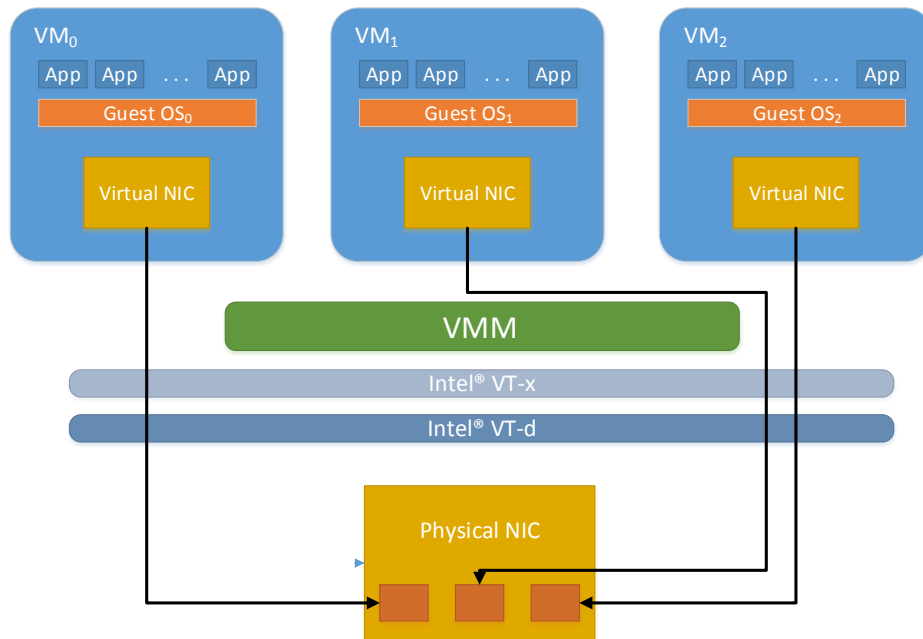 VM₀ VM₁ VM₂
App App . . . App App App . . . App App App . . . App
Guest OS₀ Guest OS₁ Guest OS₂
Virtual NIC Virtual NIC Virtual NIC
VMM
Intel® VT-x
Intel® VT-d
Physical NIC